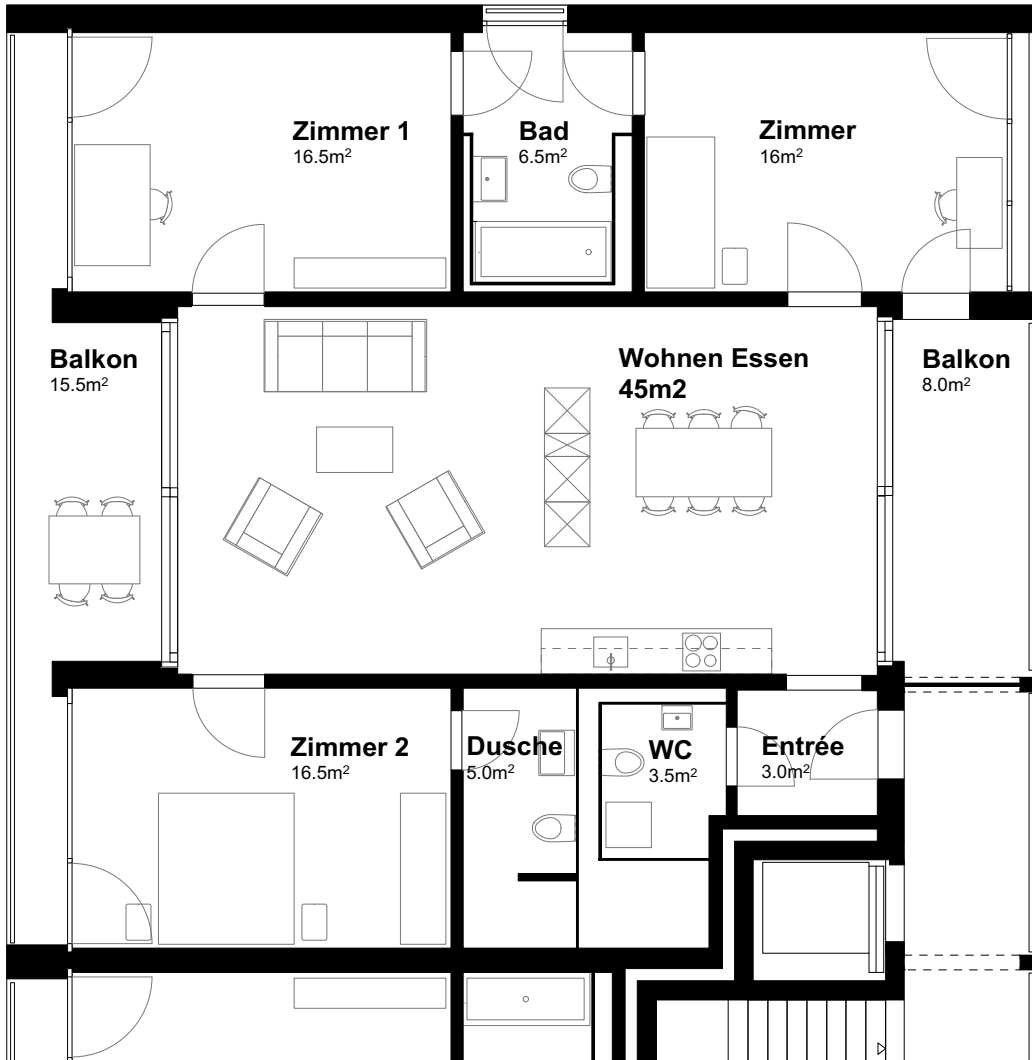 Zimmer 1
16.5m²
Bad
6.5m²
Zimmer
16m²
Balkon
15.5m²
Wohnen Essen
45m2
Balkon
8.0m²
Zimmer 2
16.5m²
Dusche
5.0m²
WC
3.5m²
Entrée
3.0m²